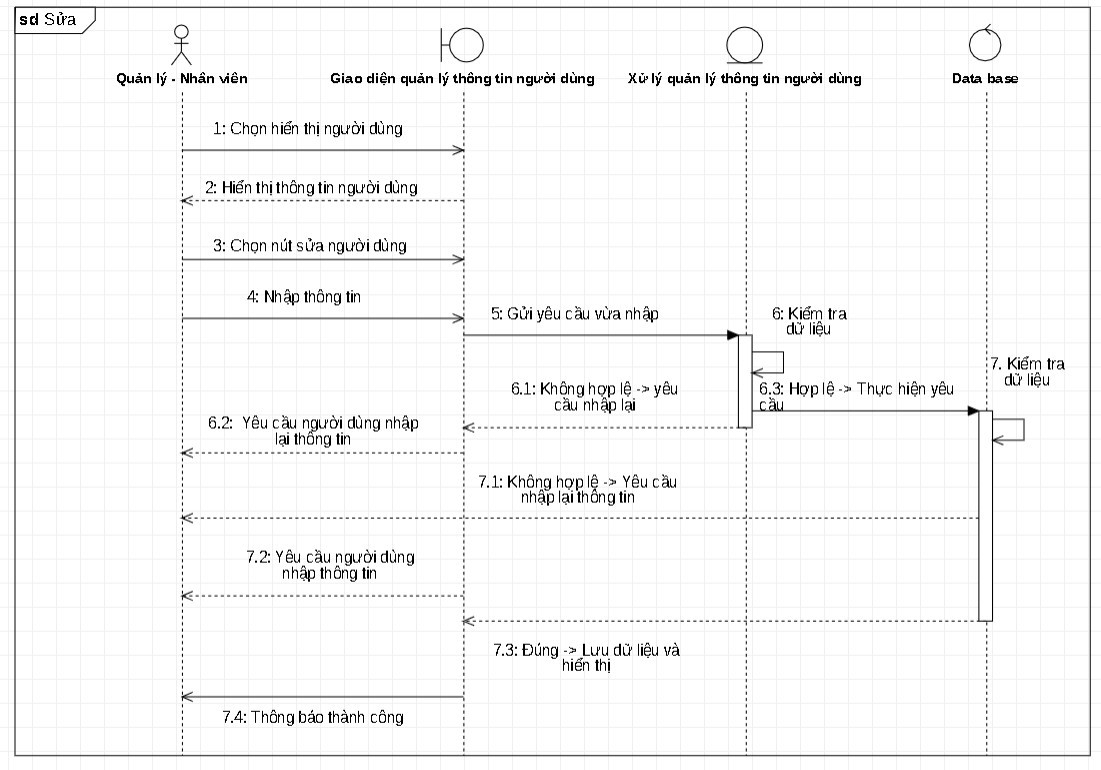 sd Sửa
Quản lý - Nhân viên
Giao diện quản lý thông tin người dùng
Xử lý quản lý thông tin người dùng
Data base
1: Chọn hiển thị người dùng
2: Hiển thị thông tin người dùng
3: Chọn nút sửa người dùng
4: Nhập thông tin
5: Gửi yêu cầu vừa nhập
6: Kiểm tra
dữ liệu
7. Kiểm tra
dữ liệu
6.1: Không hợp lệ -> yêu
cầu nhập lại
6.3: Hợp lệ -> Thực hiện yêu
cầu
6.2: Yêu cầu người dùng nhập
lại thông tin
7.1: Không hợp lệ -> Yêu cầu
nhập lại thông tin
7.2: Yêu cầu người dùng
nhập thông tin
7.3: Đúng -> Lưu dữ liệu và
hiển thị
7.4: Thông báo thành công